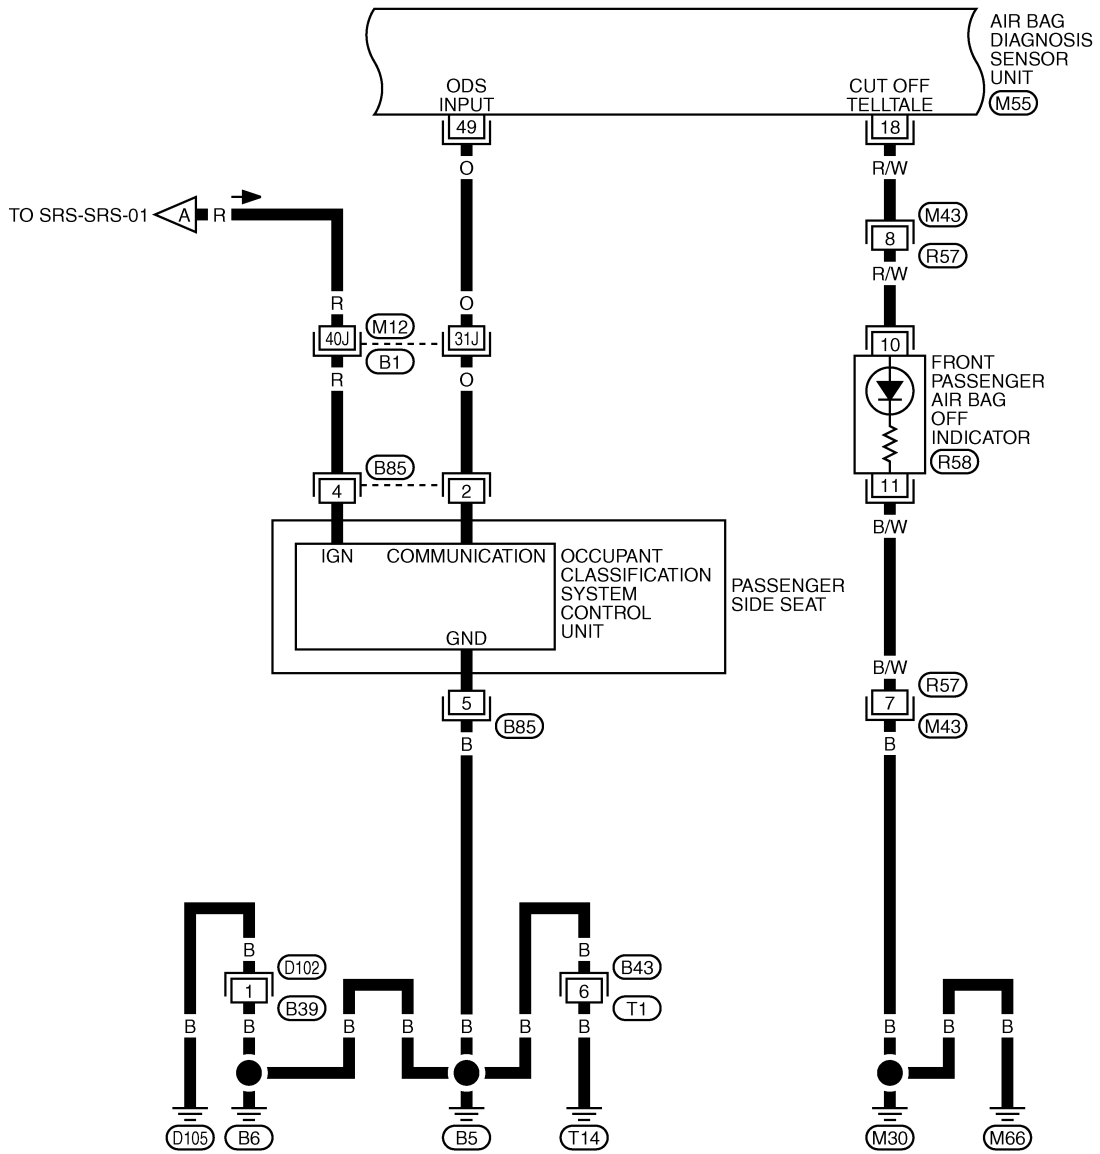 AIR BAG
DIAGNOSIS
SENSOR
UNIT
M55
ODS
INPUT
CUT OFF
TELLTALE
49
18
O
R/W
TO SRS-SRS-01
A
R
M43
8
R57
R/W
R
O
40J
M12
B1
31J
R
O
10
FRONT
PASSENGER
AIR BAG
OFF
INDICATOR
R58
11
B85
4
2
B/W
IGN
COMMUNICATION
GND
OCCUPANT
CLASSIFICATION
SYSTEM
CONTROL
UNIT
PASSENGER
SIDE SEAT
B/W
R57
5
7
B85
M43
B
B
B
B
D102
1
B39
B43
6
T1
B
B
B
B
B
B
B
B
B
B
D105
B6
B5
T14
M30
M66